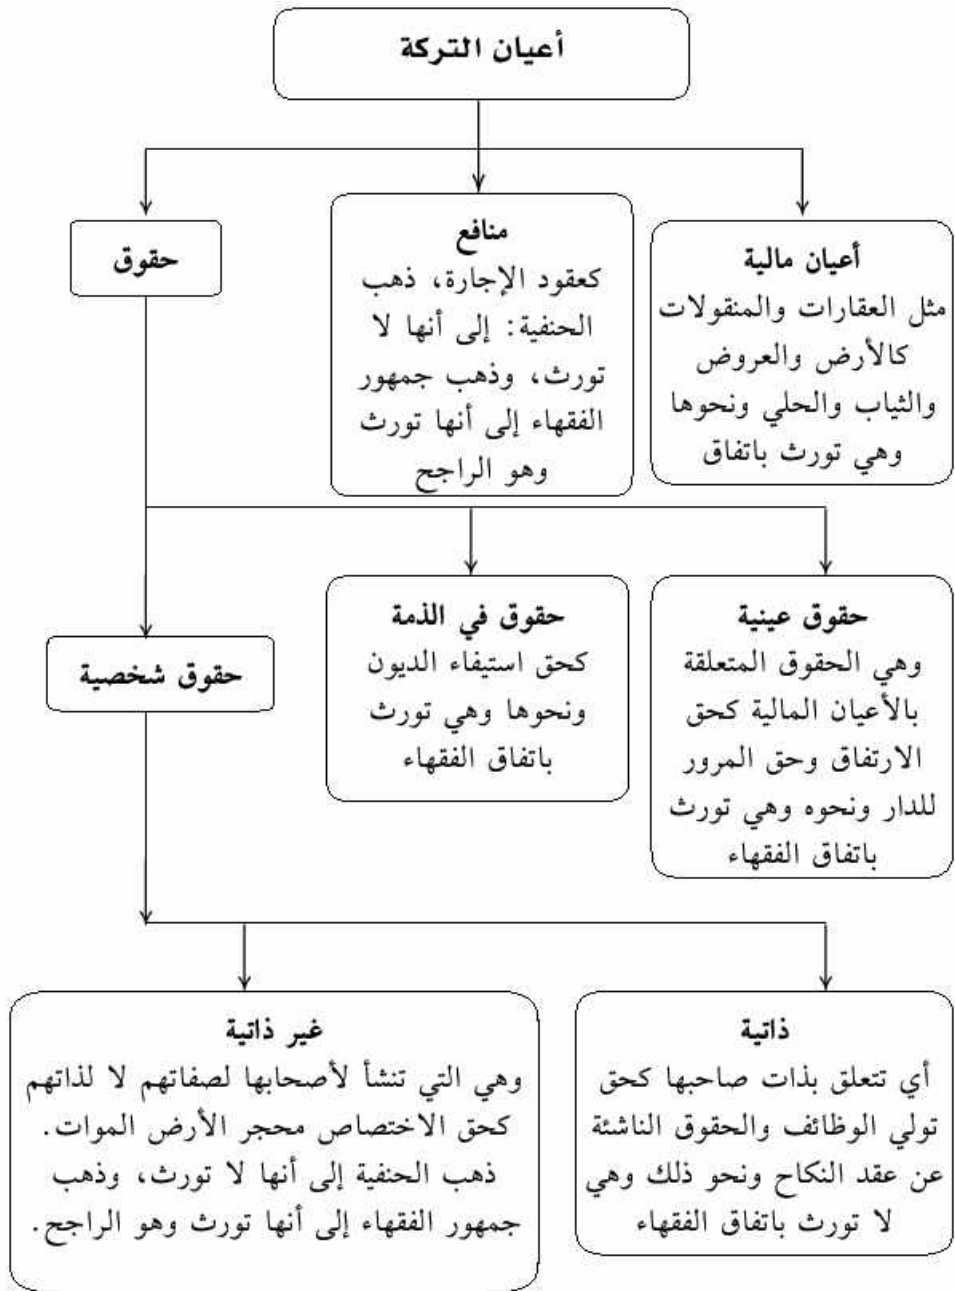 أعيان التركة
أعيان مالية
مثل العقارات والمنقولات
كالأرض والعروض
والثياب والحلي ونحوها
وهي تورث باتفاق
منافع
كعقود الإجارة، ذهب
الحنفية: إلى أنها لا
تورث، وذهب جمهور
الفقهاء إلى أنها تورث
وهو الراجح
حقوق
حقوق عينية
وهي الحقوق المتعلقة
بالأعيان المالية كحق
الارتفاق وحق المرور
للدار ونحوه وهي تورث
باتفاق الفقهاء
حقوق في الذمة
كحق استيفاء الديون
ونحوها وهي تورث
باتفاق الفقهاء
حقوق شخصية
ذاتية
أي تتعلق بذات صاحبها كحق
تولي الوظائف والحقوق الناشئة
عن عقد النكاح ونحو ذلك وهي
لا تورث باتفاق الفقهاء
غير ذاتية
وهي التي تنشأ لأصحابها لصفاتهم لا لذاتهم
كحق الاختصاص محجر الأرض الموات.
ذهب الحنفية إلى أنها لا تورث، وذهب
جمهور الفقهاء إلى أنها تورث وهو الراجح.